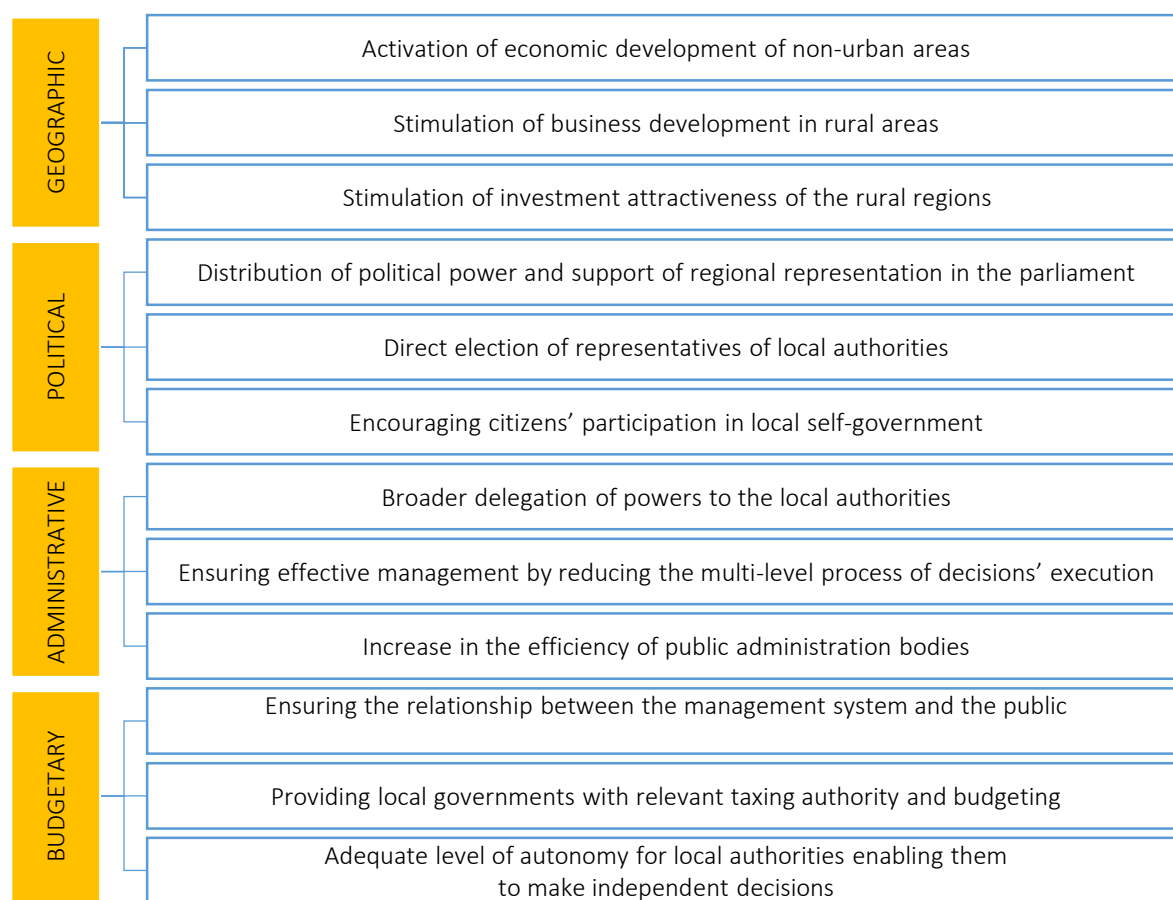 GEOGRAPHIC
Activation of economic development of non-urban areas
Stimulation of business development in rural areas
Stimulation of investment attractiveness of the rural regions
POLITICAL
Distribution of political power and support of regional representation in the parliament
Direct election of representatives of local authorities
Encouraging citizens’ participation in local self-government
ADMINISTRATIVE
Broader delegation of powers to the local authorities
Ensuring effective management by reducing the multi-level process of decisions’ execution
Increase in the efficiency of public administration bodies
BUDGETARY
Ensuring the relationship between the management system and the public
Providing local governments with relevant taxing authority and budgeting
Adequate level of autonomy for local authorities enabling them
to make independent decisions